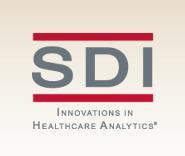 SDI
INNOVATIONS IN
HEALTHCARE ANALYTICS®